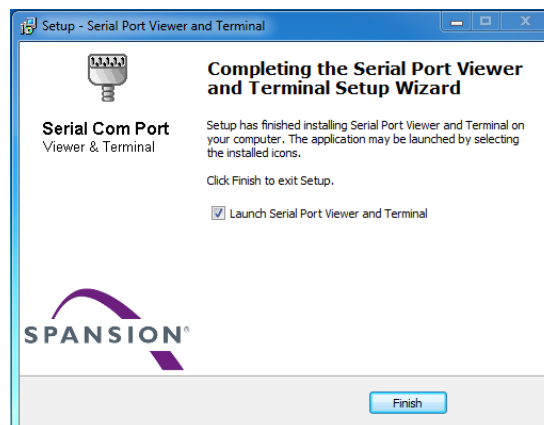 Setup - Serial Port Viewer and Terminal
Completing the Serial Port Viewer
and Terminal Setup Wizard
Serial Com Port
Viewer & Terminal
Setup has finished installing Serial Port Viewer and Terminal on
your computer. The application may be launched by selecting
the installed icons.
Click Finish to exit Setup.
Launch Serial Port Viewer and Terminal
SPANSION®
Finish